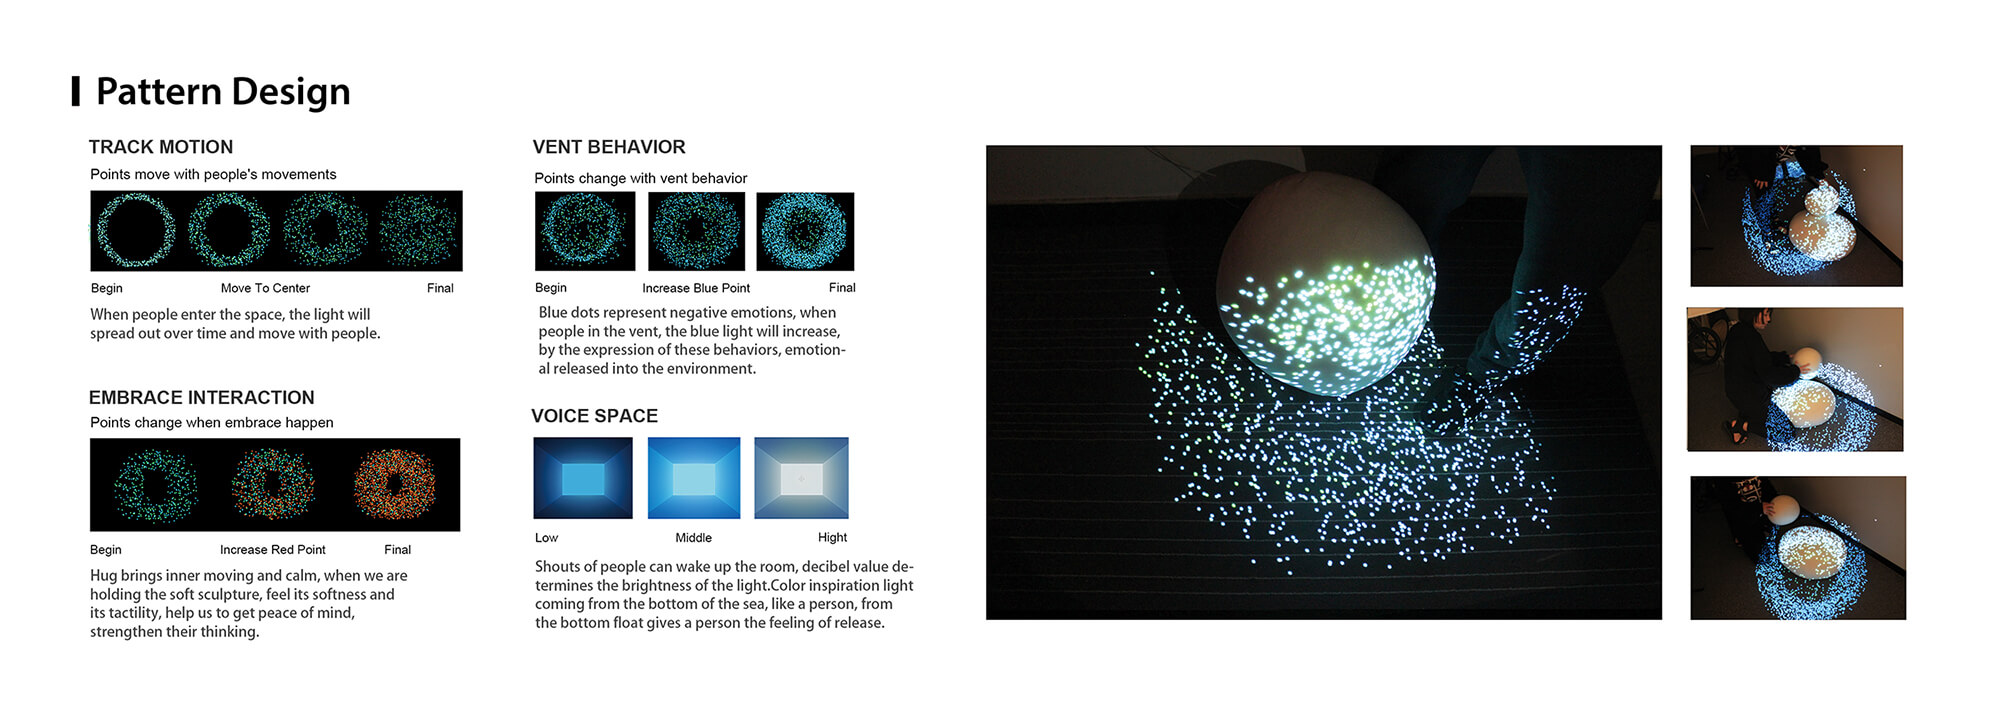 Pattern Design
TRACK MOTION
Points move with people's movements
Begin Move To Center Final
When people enter the space, the light will
spread out over time and move with people.
EMBRACE INTERACTION
Points change when embrace happen
Begin Increase Red Point Final
Hug brings inner moving and calm, when we are
holding the soft sculpture, feel its softness and
its tactility, help us to get peace of mind,
strengthen their thinking.
VENT BEHAVIOR
Points change with vent behavior
Begin Increase Blue Point Final
Blue dots represent negative emotions, when
people in the vent, the blue light will increase,
by the expression of these behaviors, emotion-
al released into the environment.
VOICE SPACE
Low Middle Hight
Shouts of people can wake up the room, decibel value de-
termines the brightness of the light.Color inspiration light
coming from the bottom of the sea, like a person, from
the bottom float gives a person the feeling of release.